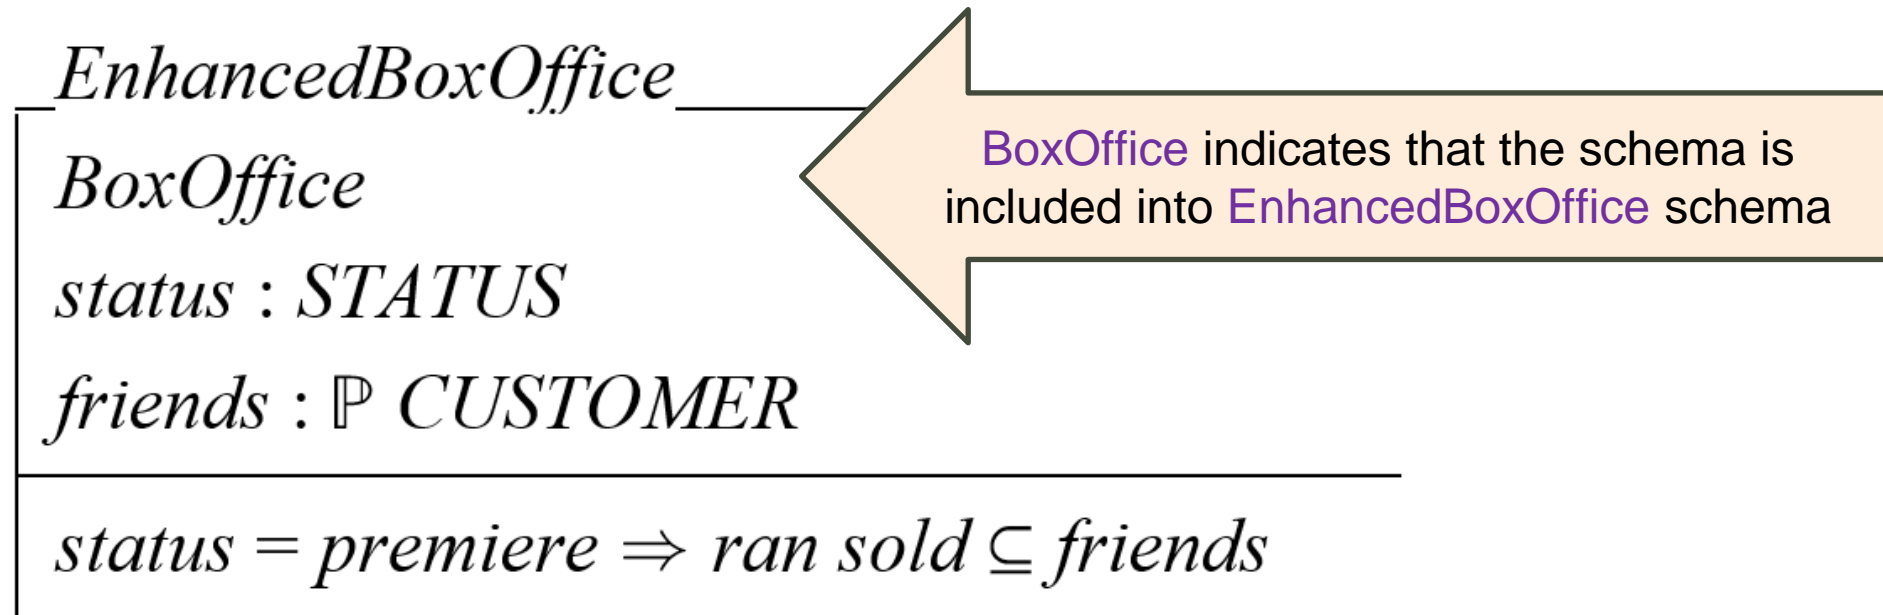 EnhancedBoxOffice
BoxOffice
status : STATUS
friends : ℙ CUSTOMER
status = premiere ⇒ ran sold ⊆ friends
BoxOffice indicates that the schema is
included into EnhancedBoxOffice schema